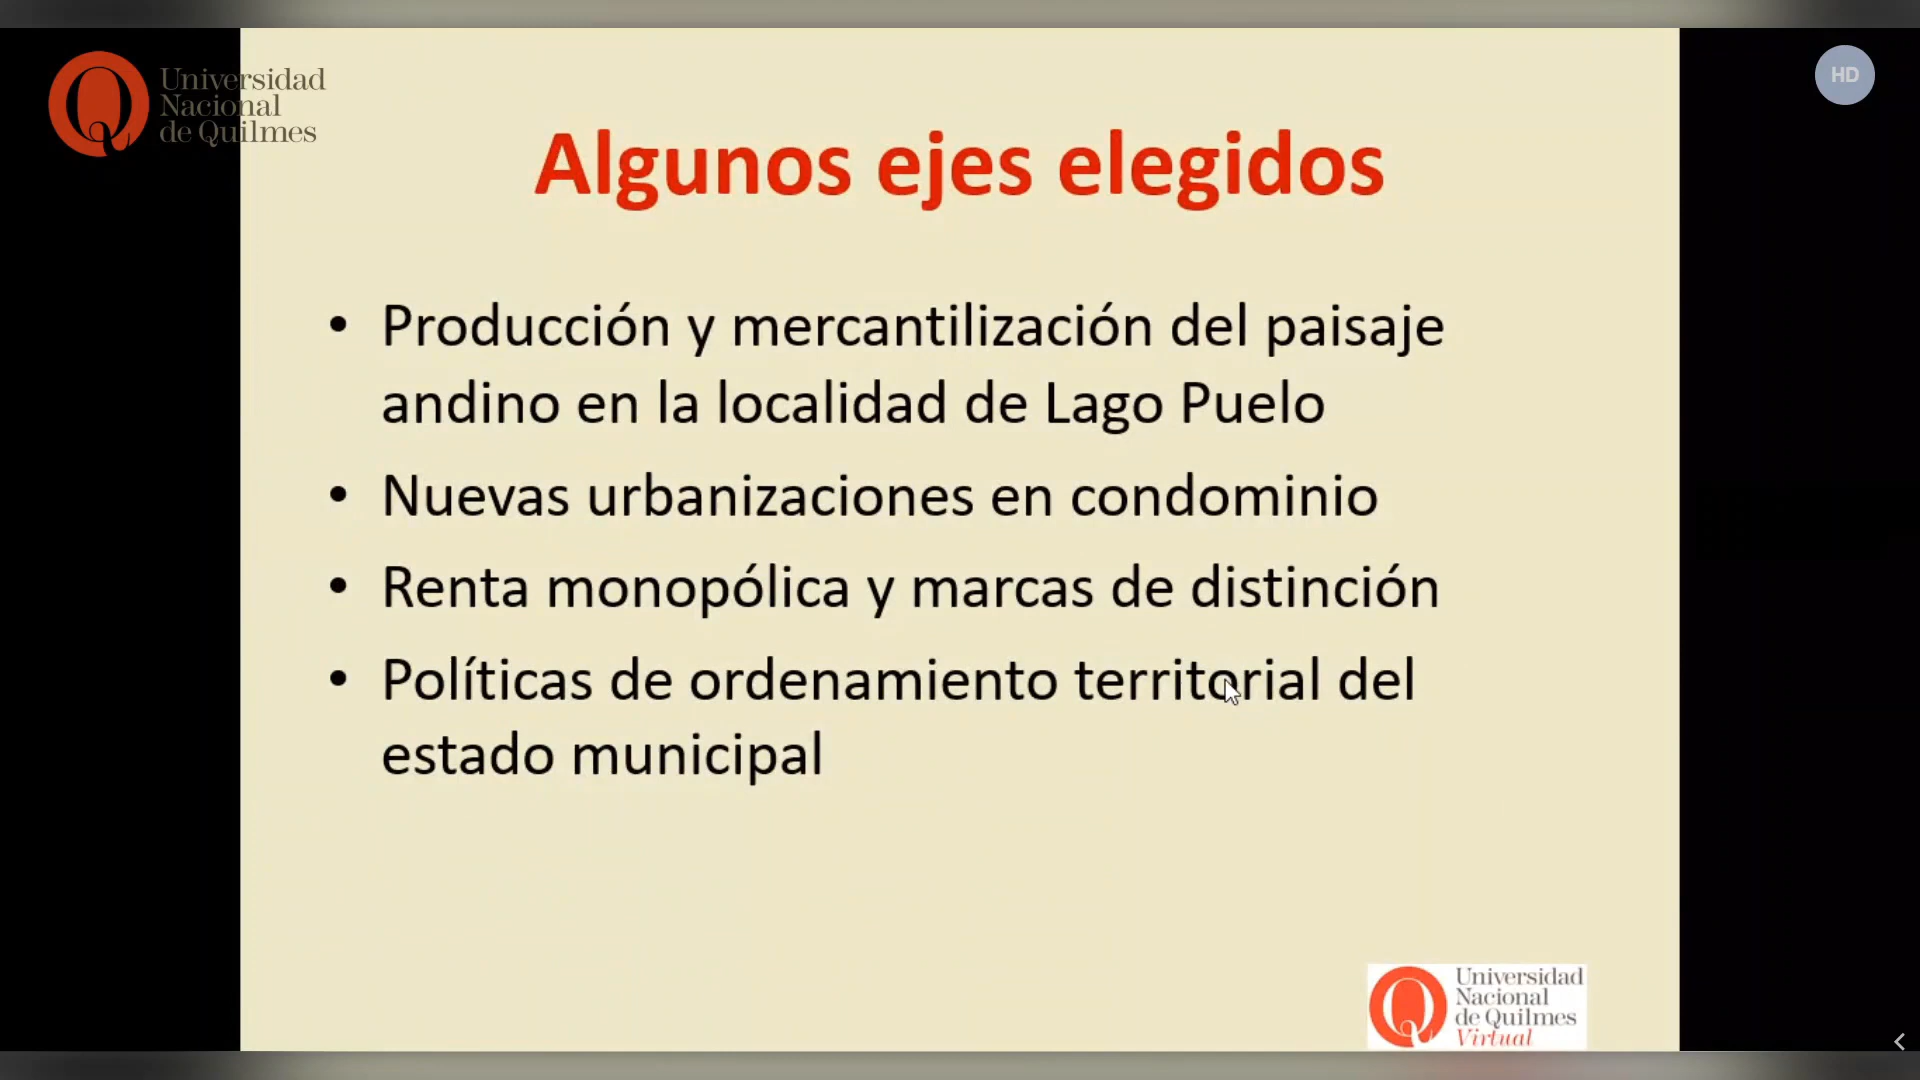 Universidad
Nacional
de Quilmes
HD
Algunos ejes elegidos
• Producción y mercantilización del paisaje
andino en la localidad de Lago Puelo
• Nuevas urbanizaciones en condominio
• Renta monopólica y marcas de distinción
• Políticas de ordenamiento territorial del
estado municipal
Universidad
Nacional
de Quilmes
Virtual